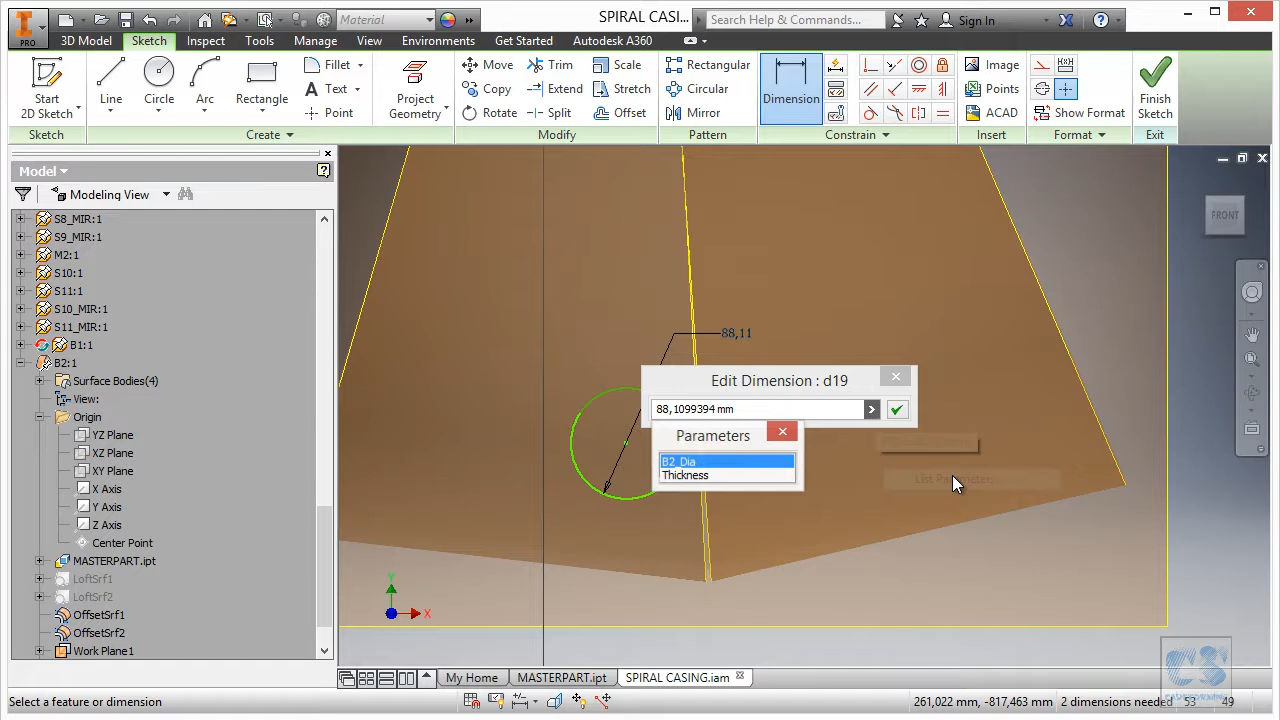 PRO
Material
SPIRAL CASI...
Search Help & Commands...
Sign In
3D Model Sketch Inspect Tools Manage View Environments Get Started Autodesk A360
Start 2D Sketch
Line
Circle
Arc
Rectangle
Fillet
Text
Point
Project Geometry
Move Trim Scale
Copy Extend Stretch
Rotate Split Offset
Rectangular
Circular
Mirror
Dimension
Image
Points
ACAD
Show Format
Finish Sketch
Sketch Create Modify Pattern Constrain Insert Format Exit
Model
Modeling View
S8_MIR:1
S9_MIR:1
M2:1
S10:1
S11:1
S10_MIR:1
S11_MIR:1
B1:1
B2:1
Surface Bodies(4)
View:
Origin
YZ Plane
XZ Plane
XY Plane
X Axis
Y Axis
Z Axis
Center Point
MASTERPART.ipt
LoftSrf1
LoftSrf2
OffsetSrf1
OffsetSrf2
Work Plane1
FRONT
88,11
Edit Dimension : d19
88,1099394 mm
Parameters
B2_Dia
Thickness
List Parameters
Y
X
My Home MASTERPART.ipt SPIRAL CASING.iam
Select a feature or dimension
261,022 mm, -817,463 mm 2 dimensions needed 53 49